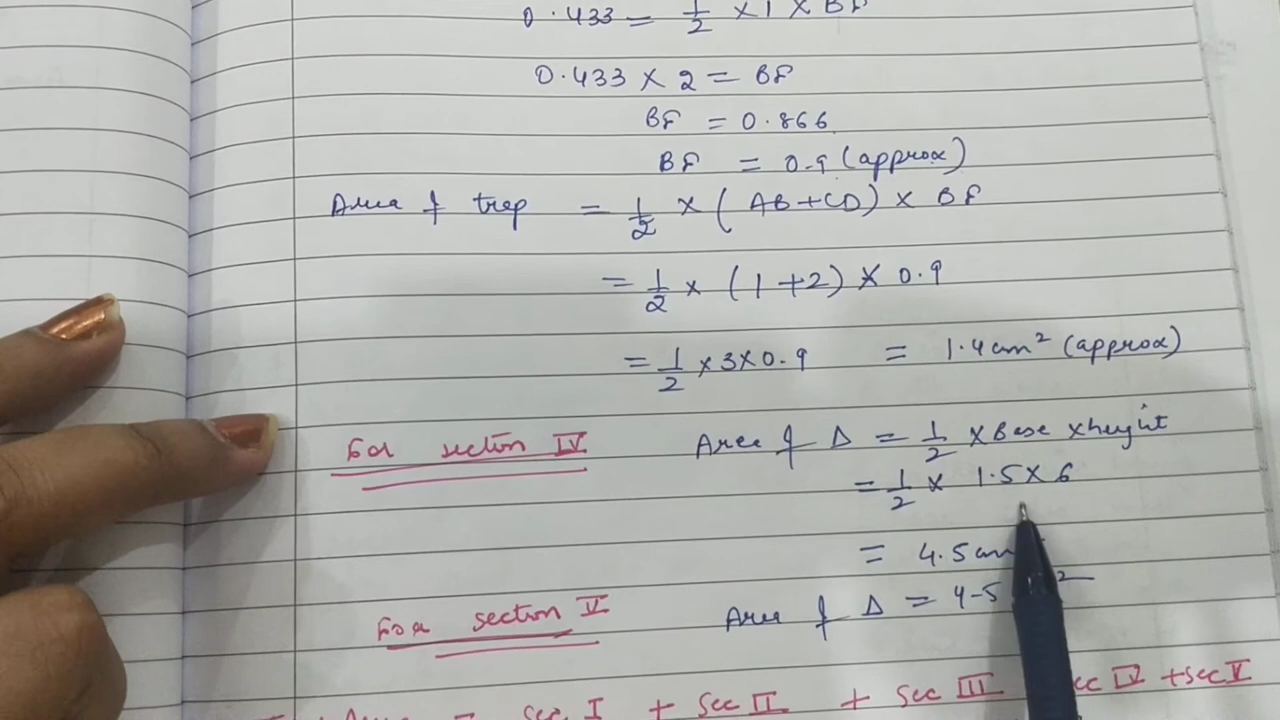 0.433 = 1/2 × 1 × BF
0.433 × 2 = BF
BF = 0.866
BF = 0.9 (approx)
Area of trap = 1/2 × (AB+CD) × BF
= 1/2 × (1+2) × 0.9
= 1/2 × 3 × 0.9 = 1.4 cm² (approx)
For section IV Area of Δ = 1/2 × Base × height
= 1/2 × 1.5 × 6
= 4.5 cm
For section V Area of Δ = 4.5 ²
= sec I + sec II + sec III IV + sec V